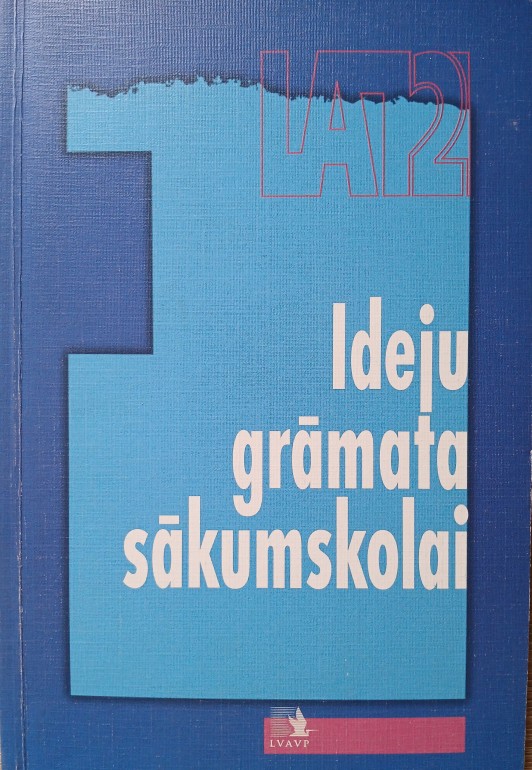 LAT2
Ideju
grāmata
sākumskolai
LVAVP